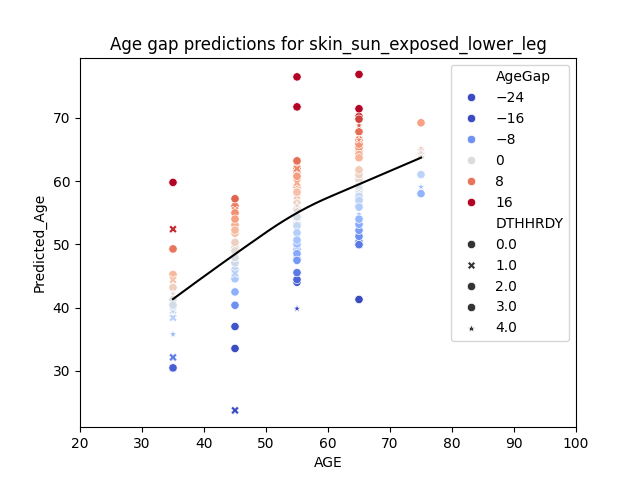 Age gap predictions for skin_sun_exposed_lower_leg
Predicted_Age
70
60
50
40
30
20 30 40 50 60 70 80 90 100
AGE
AgeGap
−24
−16
−8
0
8
16
DTHHRDY
0.0
1.0
2.0
3.0
4.0